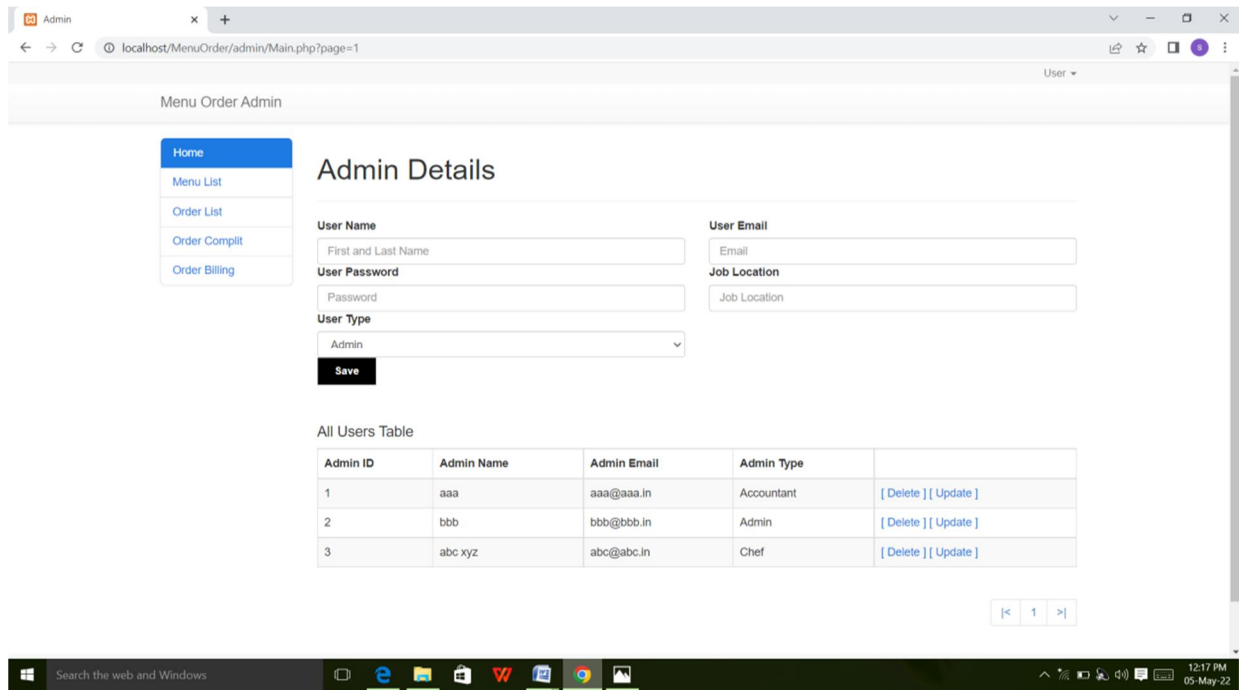 Admin
localhost/MenuOrder/admin/Main.php?page=1
S
User
Menu Order Admin
Home
Menu List
Order List
Order Complit
Order Billing
Admin Details
User Name
User Email
First and Last Name
Email
User Password
Job Location
Password
Job Location
User Type
Admin
Save
All Users Table
Admin ID Admin Name Admin Email Admin Type
1 aaa aaa@aaa.in Accountant [ Delete ] [ Update ]
2 bbb bbb@bbb.in Admin [ Delete ] [ Update ]
3 abc xyz abc@abc.in Chef [ Delete ] [ Update ]
|< 1 >|
Search the web and Windows
12:17 PM
05-May-22